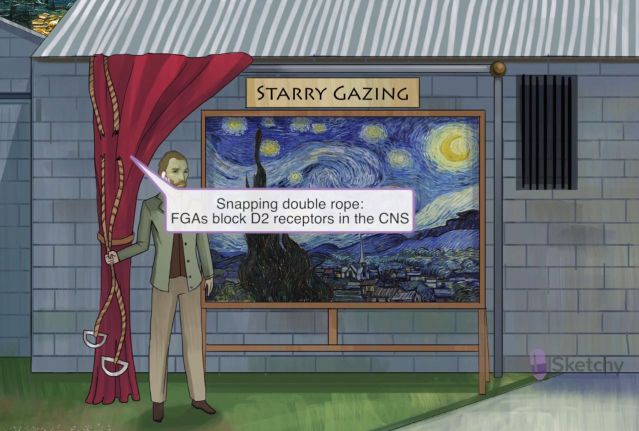 STARRY GAZING
Snapping double rope:
FGAs block D2 receptors in the CNS
Sketchy